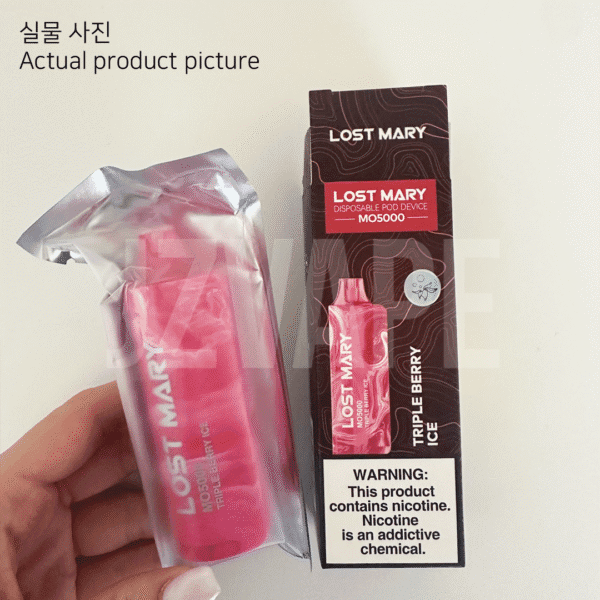 실물 사진
Actual product picture
LOST MARY
LOST MARY
DISPOSABLE POD DEVICE
MO5000
JZVAPE
LOST MARY
MO5000
TRIPLE BERRY ICE
LOST MARY
MO5000
TRIPLE BERRY ICE
TRIPLE BERRY
ICE
WARNING:
This product
contains nicotine.
Nicotine
is an addictive
chemical.